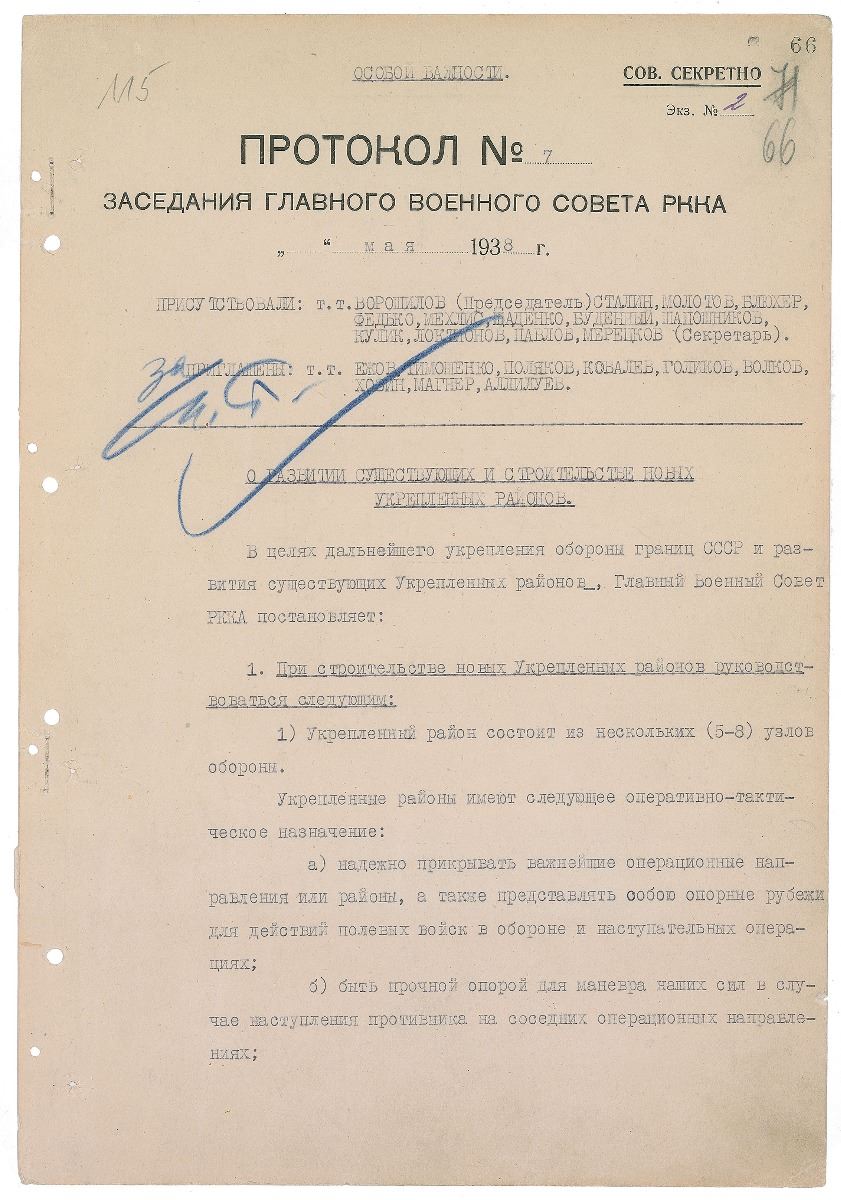 66
115
ОСОБОЙ ВАЖНОСТИ.
СОВ. СЕКРЕТНО
Экз. № 2
71
66
ПРОТОКОЛ № 7
ЗАСЕДАНИЯ ГЛАВНОГО ВОЕННОГО СОВЕТА РККА
„ “ мая 1938 г.
ПРИСУТСТВОВАЛИ: т.т. ВОРОШИЛОВ (Председатель) СТАЛИН, МОЛОТОВ, БЛЮХЕР,
ФЕДЬКО, МЕХЛИС, ЩАДЕНКО, БУДЕННЫЙ, ШАПОШНИКОВ,
КУЛИК, ЛОКТИОНОВ, ПАВЛОВ, МЕРЕЦКОВ (Секретарь).
за
ПРИГЛАШЕНЫ: т.т. ЕЖОВ, ТИМОШЕНКО, ПОЛЯКОВ, КОВАЛЕВ, ГОЛИКОВ, ВОЛКОВ,
МАГНЕР, АЛЛИЛУЕВ.
О РАЗВИТИИ СУЩЕСТВУЮЩИХ И СТРОИТЕЛЬСТВЕ НОВЫХ
УКРЕПЛЕННЫХ РАЙОНОВ.
В целях дальнейшего укрепления обороны границ СССР и раз-
вития существующих Укрепленных районов_, Главный Военный Совет
РККА постановляет:
1. При строительстве новых Укрепленных районов руководст-
воваться следующим:
1) Укрепленный район состоит из нескольких (5-8) узлов
обороны.
Укрепленные районы имеют следующее оперативно-такти-
ческое назначение:
а) надежно прикрывать важнейшие операционные нап-
равления или районы, а также представлять собою опорные рубежи
для действий полевых войск в обороне и наступательных опера-
циях;
б) быть прочной опорой для маневра наших сил в слу-
чае наступления противника на соседних операционных направле-
ниях;